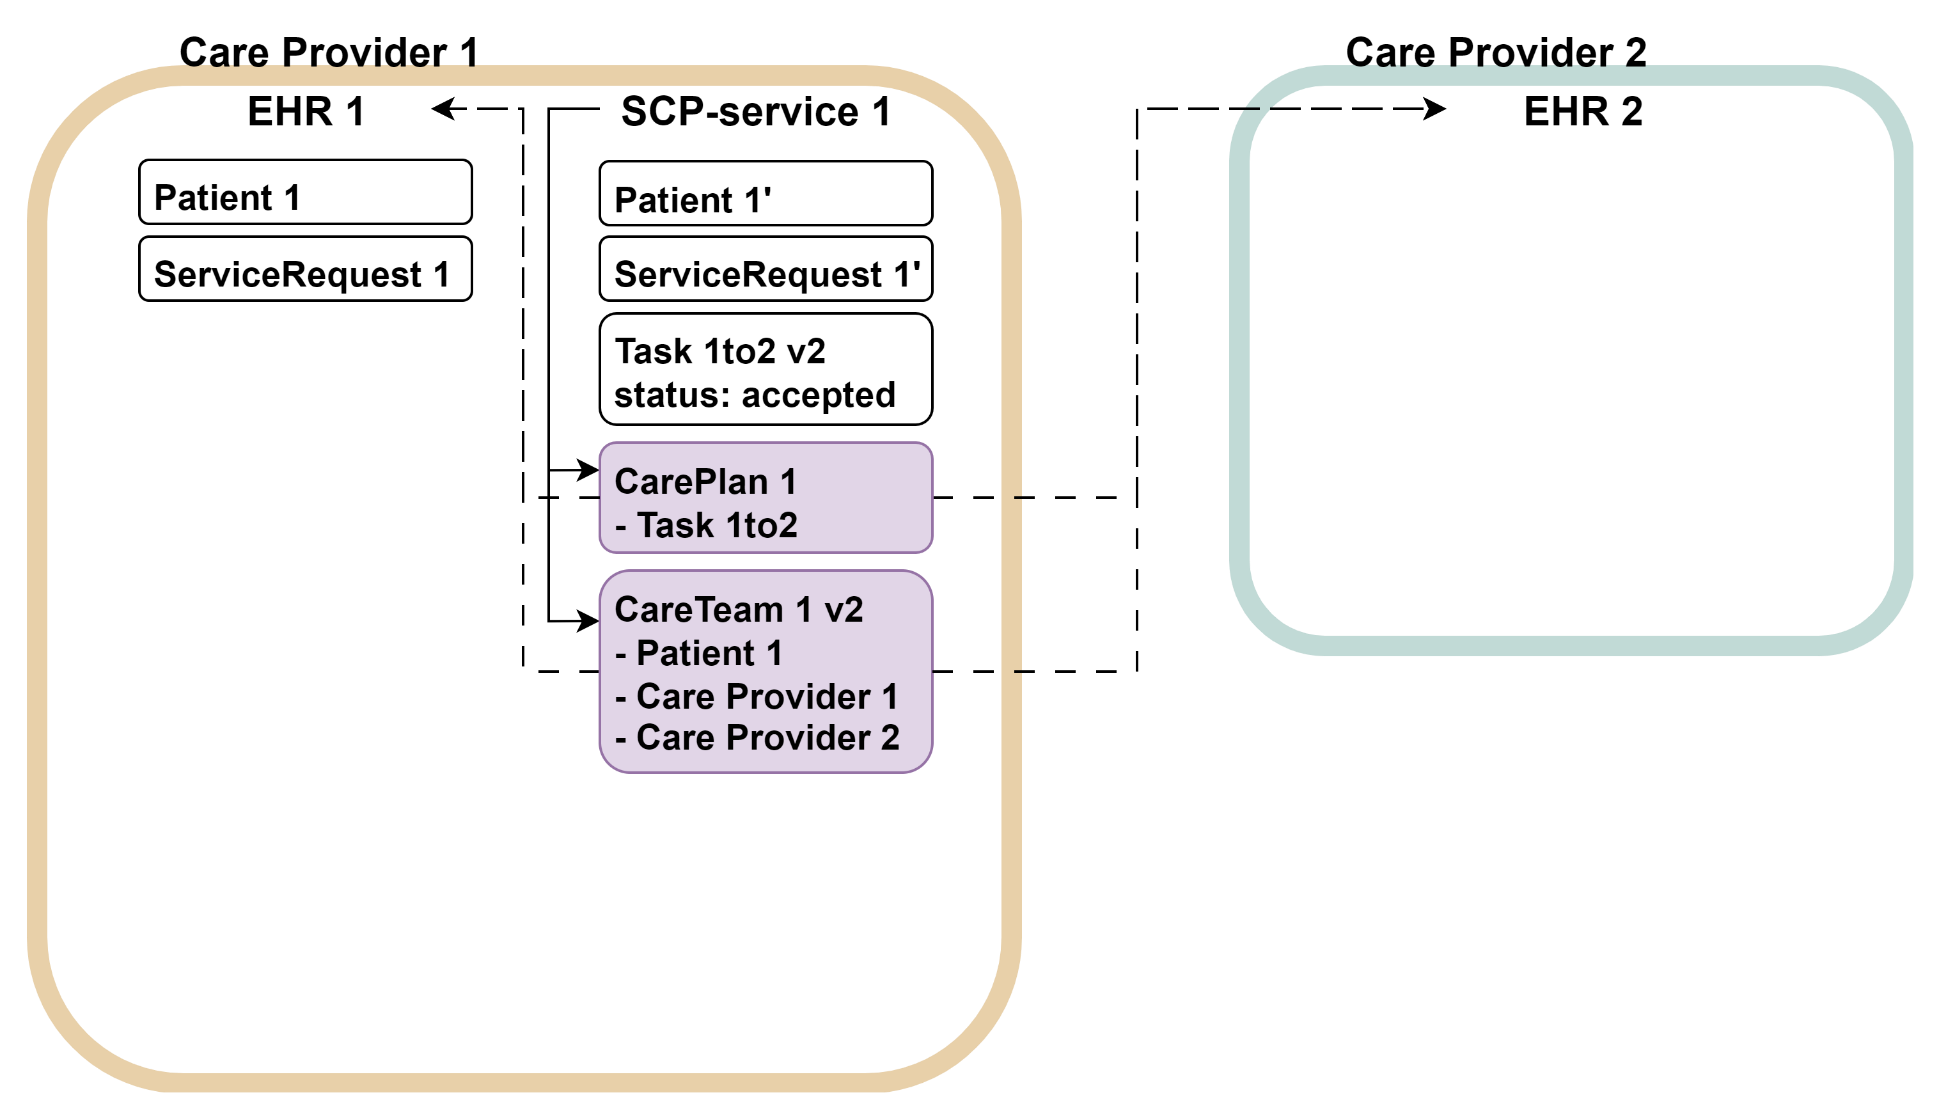 Care Provider 1
EHR 1
Patient 1
ServiceRequest 1
SCP-service 1
Patient 1'
ServiceRequest 1'
Task 1to2 v2
status: accepted
CarePlan 1
- Task 1to2
CareTeam 1 v2
- Patient 1
- Care Provider 1
- Care Provider 2
Care Provider 2
EHR 2